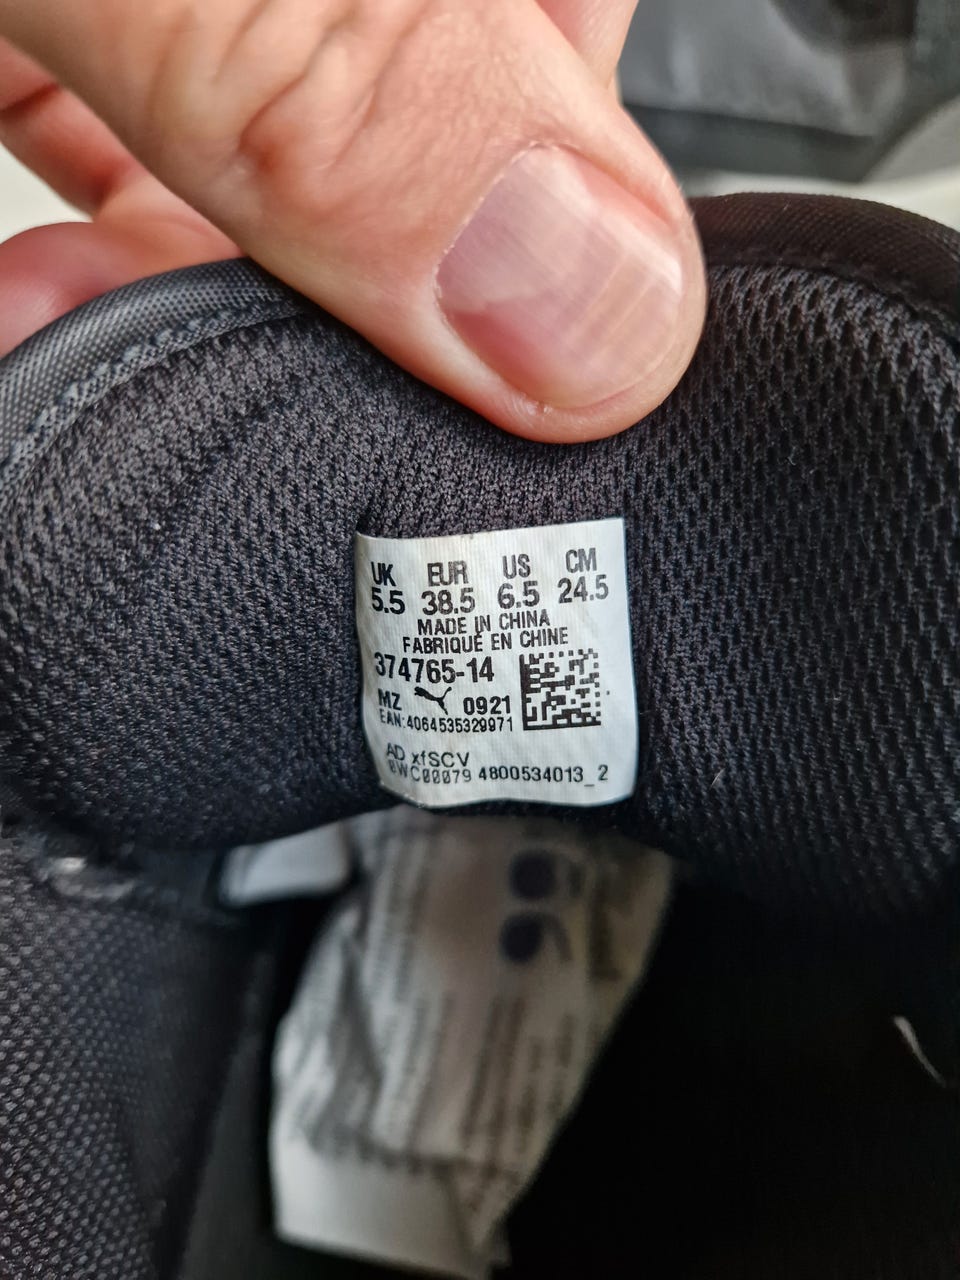 UK EUR US CM
5.5 38.5 6.5 24.5
MADE IN CHINA
FABRIQUÉ EN CHINE
374765-14
MZ 0921
EAN:4064535329971
AD xfSCV
0WC00079 4800534013_2